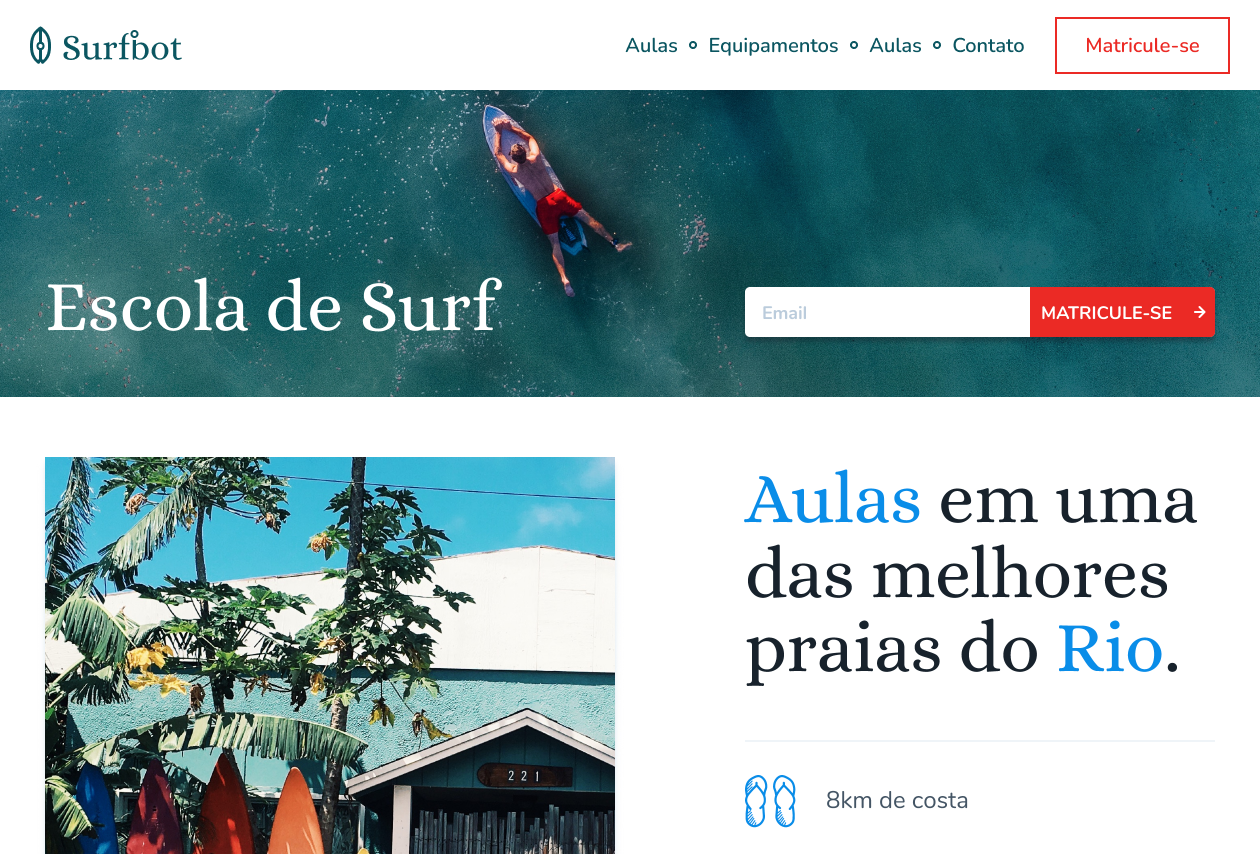 Surfbot
Aulas Equipamentos Aulas Contato Matricule-se
Escola de Surf
Email
MATRICULE-SE
Aulas em uma
das melhores
praias do Rio.
221
8km de costa